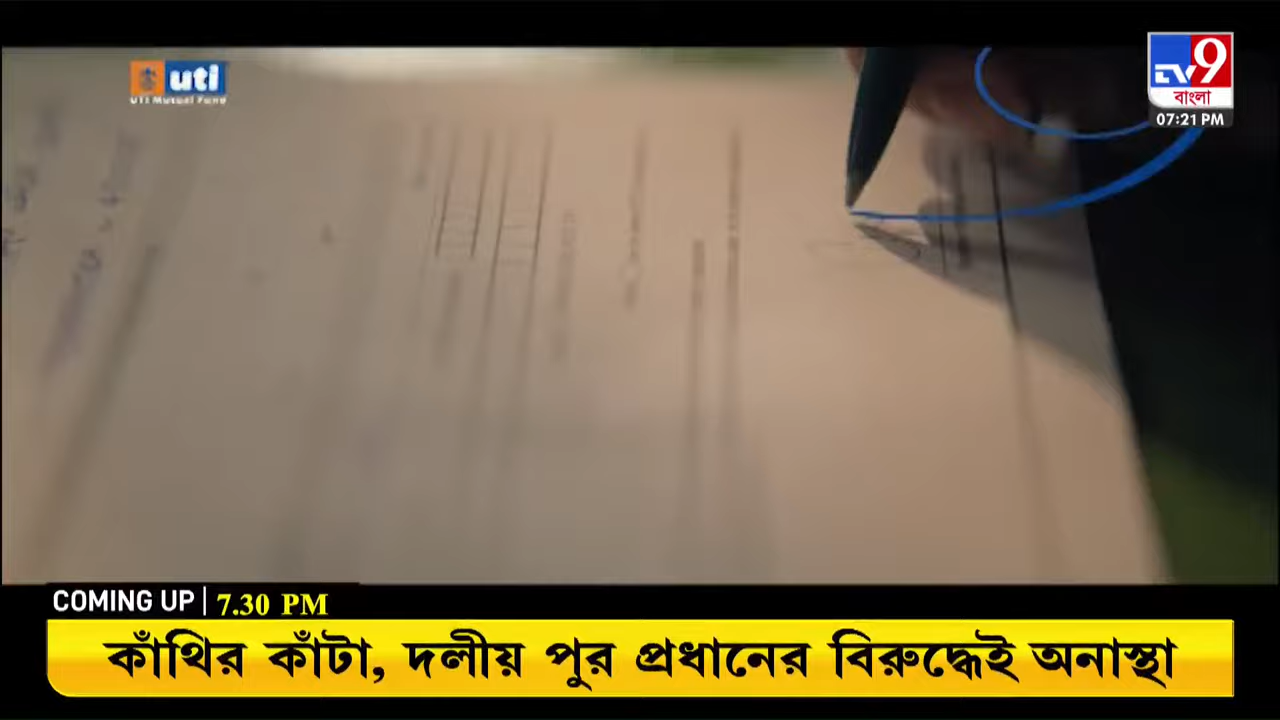 uti
UTI Mutual Fund
TV9
বাংলা
07:21 PM
COMING UP | 7.30 PM
কাঁথির কাঁটা, দলীয় পুর প্রধানের বিরুদ্ধেই অনাস্থা